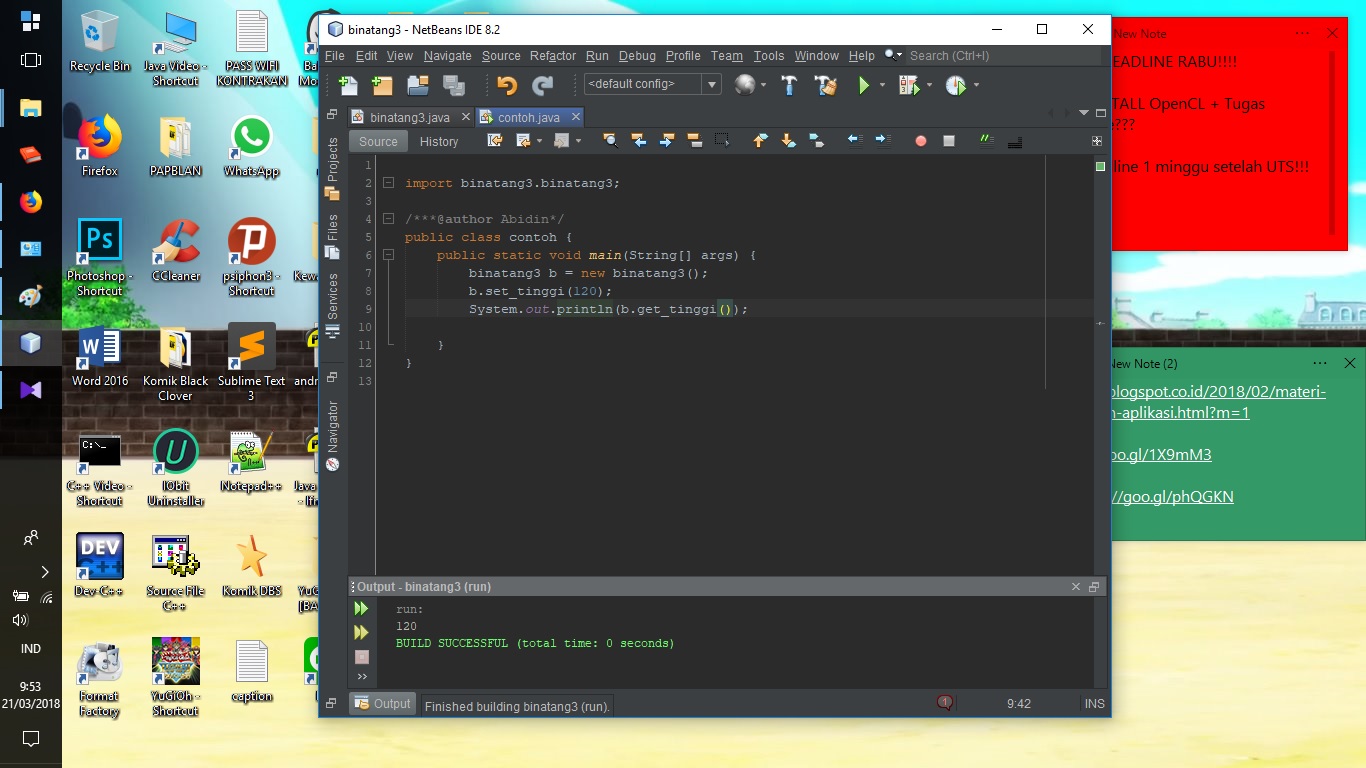 Recycle Bin
Java Video - Shortcut
PASS WIFI KONTRAKAN
Firefox
PAPBLAN
WhatsApp
Photoshop - Shortcut
CCleaner
psiphon3 - Shortcut
Word 2016
Komik Black Clover
Sublime Text 3
C++ Video - Shortcut
IObit Uninstaller
Notepad++
Dev-C++
Source File C++
Komik DBS
Format Factory
YuGiOh - Shortcut
caption
IND
9:53
21/03/2018
binatang3 - NetBeans IDE 8.2
File Edit View Navigate Source Refactor Run Debug Profile Team Tools Window Help Search (Ctrl+I)
<default config>
binatang3.java contoh.java
Source History
Projects
Files
Services
Navigator
1
2 import binatang3.binatang3;
3
4 /***@author Abidin*/
5 public class contoh {
6 public static void main(String[] args) {
7 binatang3 b = new binatang3();
8 b.set_tinggi(120);
9 System.out.println(b.get_tinggi());
10
11 }
12 }
13
Output - binatang3 (run)
run:
120
BUILD SUCCESSFUL (total time: 0 seconds)
Output
Finished building binatang3 (run).
1
9:42
INS
New Note
EADLINE RABU!!!!
TALL OpenCL + Tugas
???
line 1 minggu setelah UTS!!!
New Note (2)
blogspot.co.id/2018/02/materi-
-aplikasi.html?m=1
oo.gl/1X9mM3
//goo.gl/phQGKN